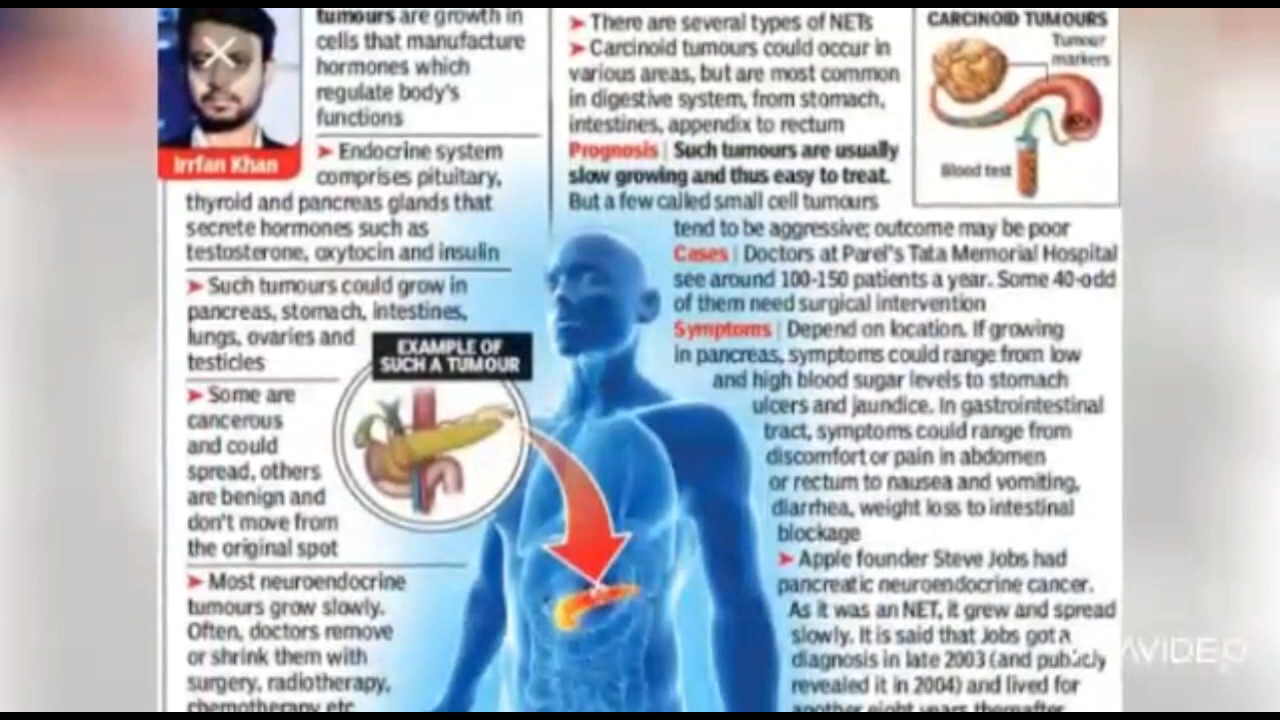 tumours are growth in
cells that manufacture
hormones which
regulate body's
functions
Irrfan Khan
➤ Endocrine system
comprises pituitary,
thyroid and pancreas glands that
secrete hormones such as
testosterone, oxytocin and insulin
➤ Such tumours could grow in
pancreas, stomach, intestines,
lungs, ovaries and
testicles
➤ Some are
cancerous
and could
spread, others
are benign and
don't move from
the original spot
➤ Most neuroendocrine
tumours grow slowly.
Often, doctors remove
or shrink them with
surgery, radiotherapy,
chemotherapy etc
EXAMPLE OF
SUCH A TUMOUR
➤ There are several types of NETs
➤ Carcinoid tumours could occur in
various areas, but are most common
in digestive system, from stomach,
intestines, appendix to rectum
Prognosis | Such tumours are usually
slow growing and thus easy to treat.
But a few called small cell tumours
tend to be aggressive; outcome may be poor
Cases | Doctors at Parel's Tata Memorial Hospital
see around 100-150 patients a year. Some 40-odd
of them need surgical intervention
Symptoms | Depend on location. If growing
in pancreas, symptoms could range from low
and high blood sugar levels to stomach
ulcers and jaundice. In gastrointestinal
tract, symptoms could range from
discomfort or pain in abdomen
or rectum to nausea and vomiting,
diarrhea, weight loss to intestinal
blockage
➤ Apple founder Steve Jobs had
pancreatic neuroendocrine cancer.
As it was an NET, it grew and spread
slowly. It is said that Jobs got a
diagnosis in late 2003 (and publicly
revealed it in 2004) and lived for
another eight years thereafter
CARCINOID TUMOURS
Tumour
markers
Blood test